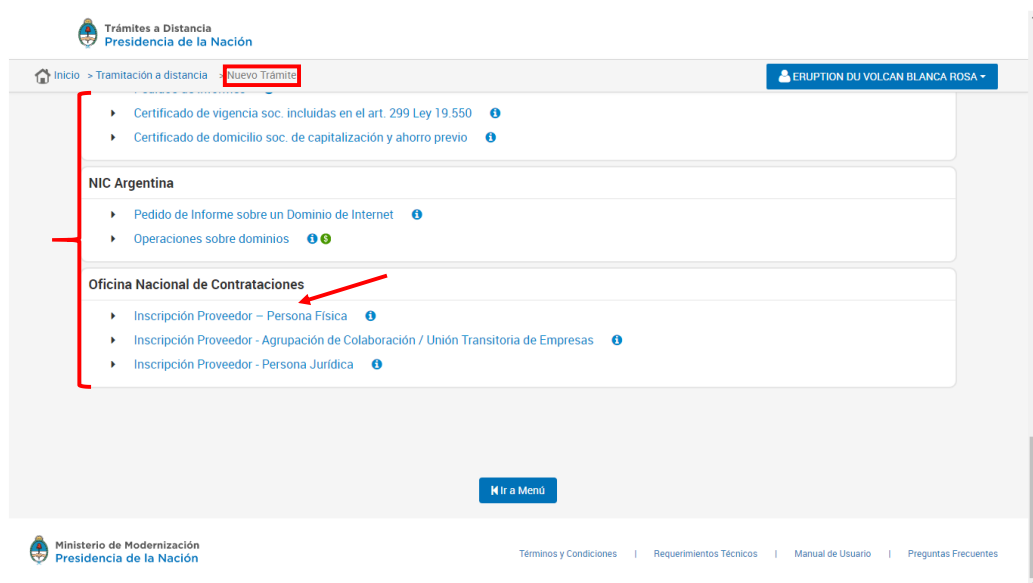 Trámites a Distancia
Presidencia de la Nación
Inicio > Tramitación a distancia > Nuevo Trámite
ERUPTION DU VOLCAN BLANCA ROSA
Certificado de vigencia soc. incluidas en el art. 299 Ley 19.550
Certificado de domicilio soc. de capitalización y ahorro previo
NIC Argentina
Pedido de Informe sobre un Dominio de Internet
Operaciones sobre dominios
Oficina Nacional de Contrataciones
Inscripción Proveedor – Persona Física
Inscripción Proveedor - Agrupación de Colaboración / Unión Transitoria de Empresas
Inscripción Proveedor - Persona Jurídica
Ir a Menú
Ministerio de Modernización
Presidencia de la Nación
Términos y Condiciones | Requerimientos Técnicos | Manual de Usuario | Preguntas Frecuentes